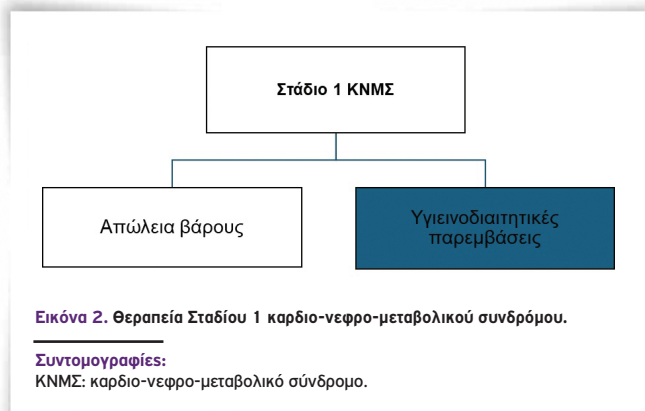 Στάδιο 1 ΚΝΜΣ
Απώλεια βάρους
Υγιεινοδιαιτητικές
παρεμβάσεις
Εικόνα 2. Θεραπεία Σταδίου 1 καρδιο-νεφρο-μεταβολικού συνδρόμου.
Συντομογραφίες:
ΚΝΜΣ: καρδιο-νεφρο-μεταβολικό σύνδρομο.